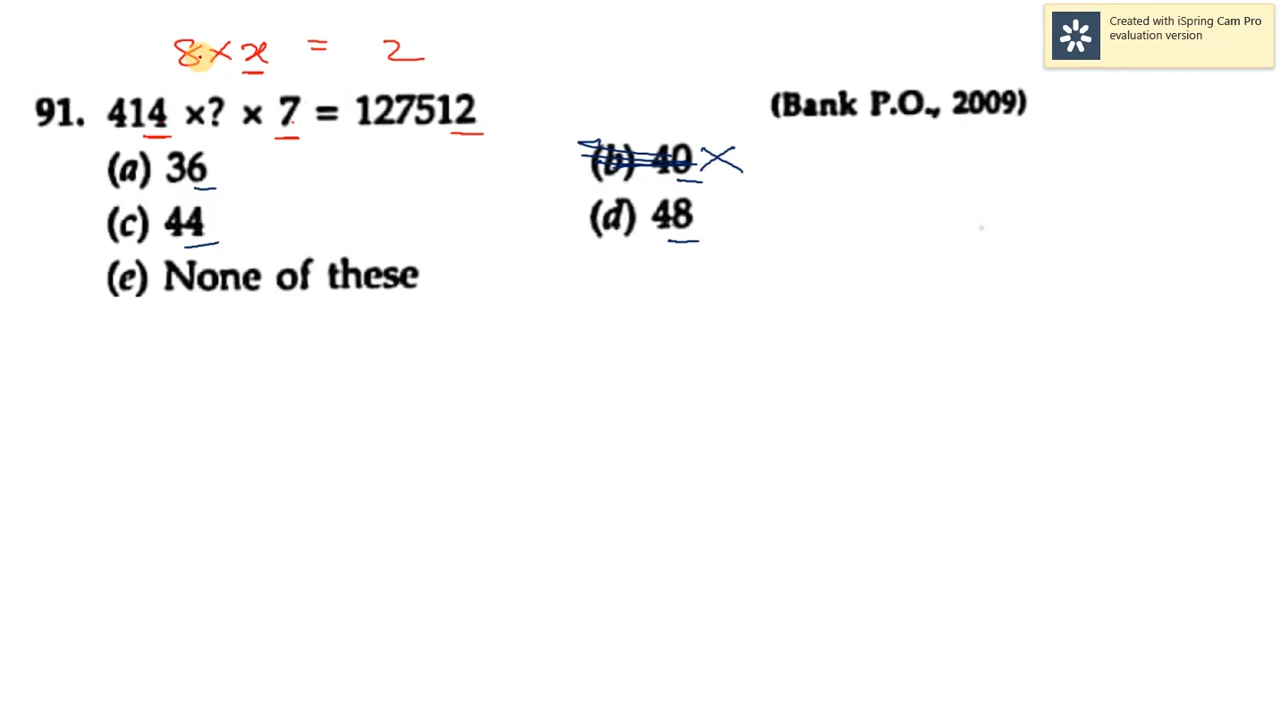 Created with iSpring Cam Pro
evaluation version
8 × x = 2
91. 414 ×? × 7 = 127512 (Bank P.O., 2009)
(a) 36 (b) 40 ×
(c) 44 (d) 48
(e) None of these